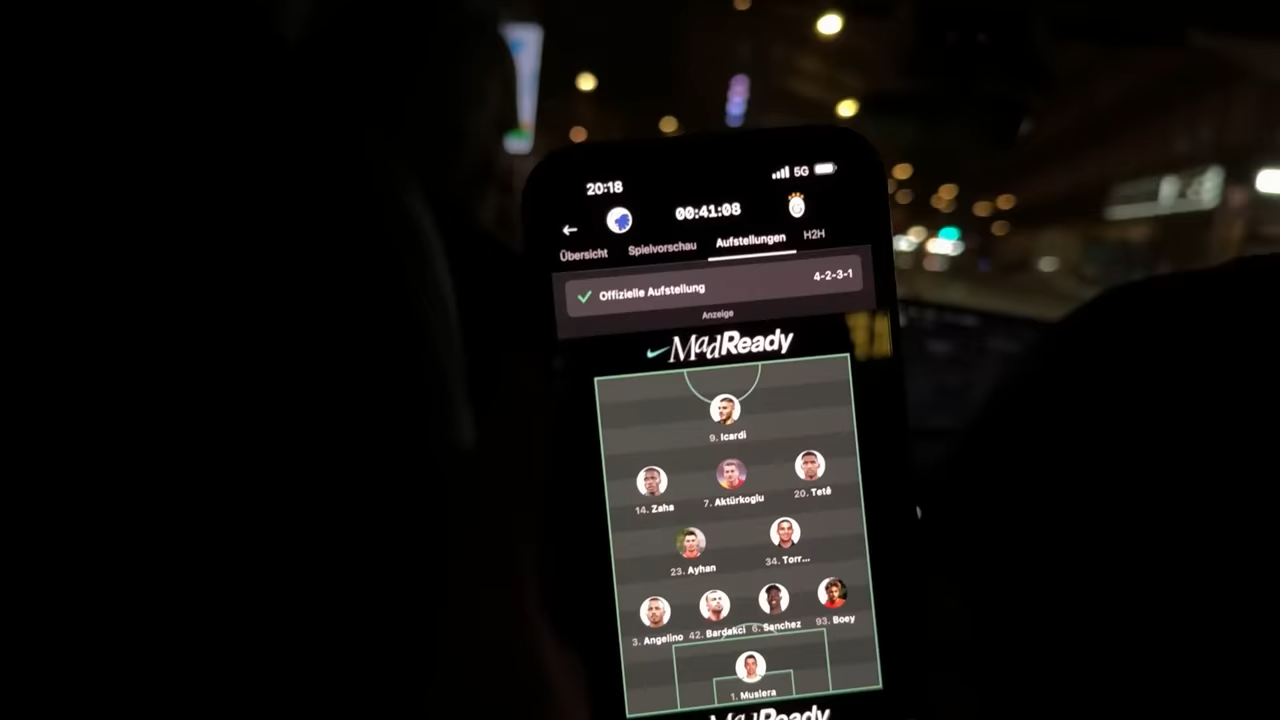 20:18
5G
00:41:08
Übersicht Spielvorschau Aufstellungen H2H
Offizielle Aufstellung 4-2-3-1
Anzeige
MadReady
9. Icardi
14. Zaha 7. Aktürkoglu 20. Tetê
23. Ayhan 34. Torr...
3. Angelino 42. Bardakci 6. Sanchez 93. Boey
1. Muslera
MadReady